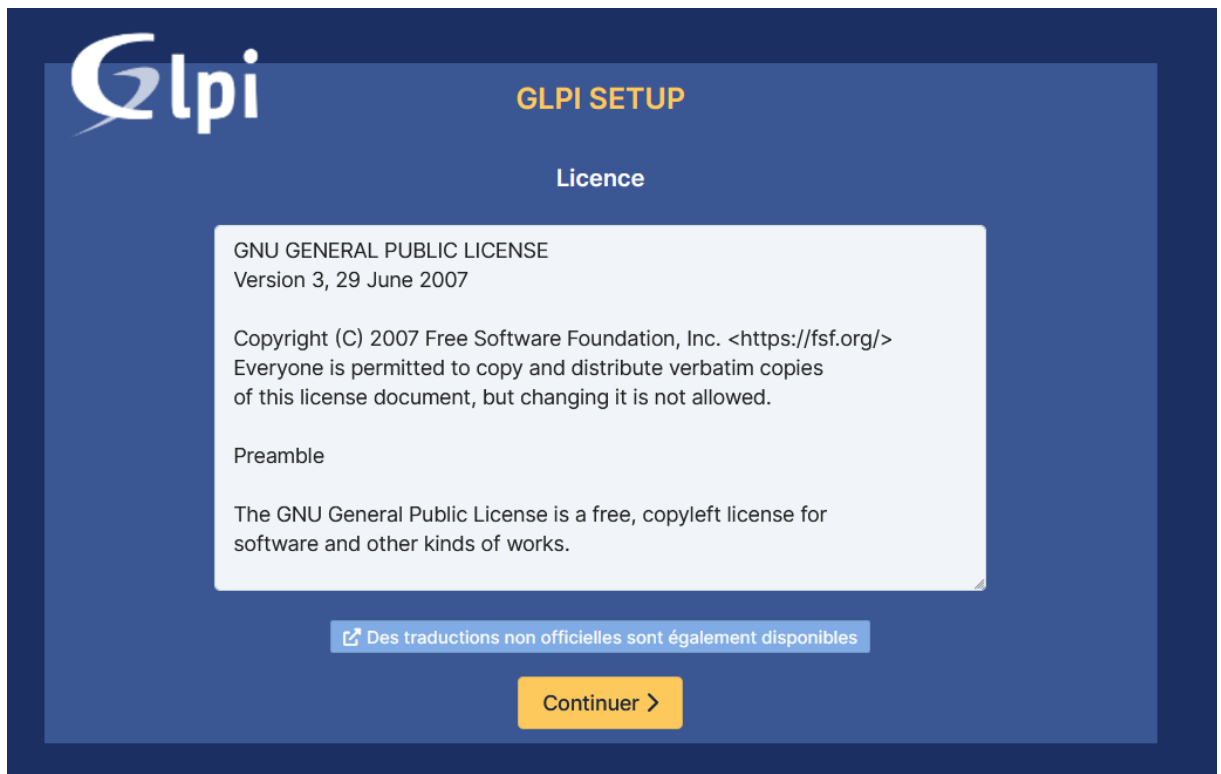 Glpi
GLPI SETUP
Licence
GNU GENERAL PUBLIC LICENSE
Version 3, 29 June 2007
Copyright (C) 2007 Free Software Foundation, Inc. <https://fsf.org/>
Everyone is permitted to copy and distribute verbatim copies
of this license document, but changing it is not allowed.
Preamble
The GNU General Public License is a free, copyleft license for
software and other kinds of works.
Des traductions non officielles sont également disponibles
Continuer